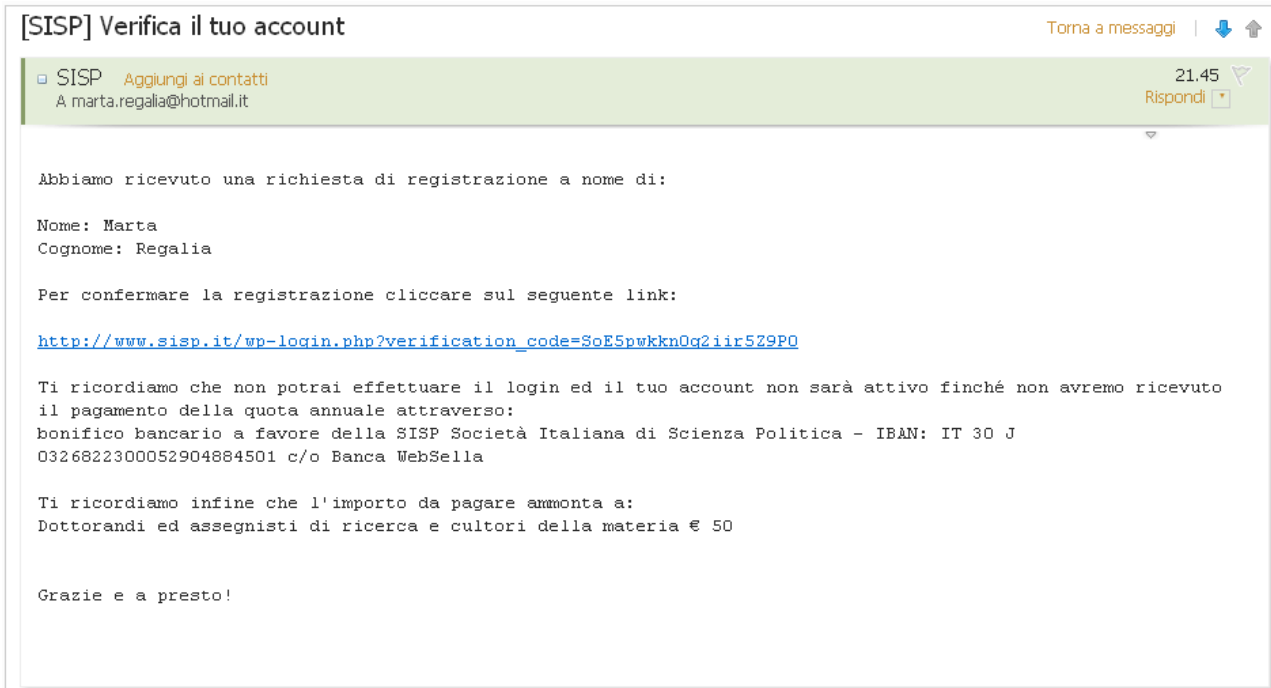 [SISP] Verifica il tuo account
Torna a messaggi
SISP Aggiungi ai contatti
21.45
A marta.regalia@hotmail.it
Rispondi
Abbiamo ricevuto una richiesta di registrazione a nome di:
Nome: Marta
Cognome: Regalia
Per confermare la registrazione cliccare sul seguente link:
http://www.sisp.it/wp-login.php?verification_code=SoE5pwkkn0q2iir5Z9PO
Ti ricordiamo che non potrai effettuare il login ed il tuo account non sarà attivo finché non avremo ricevuto
il pagamento della quota annuale attraverso:
bonifico bancario a favore della SISP Società Italiana di Scienza Politica - IBAN: IT 30 J
0326822300052904884501 c/o Banca WebSella
Ti ricordiamo infine che l'importo da pagare ammonta a:
Dottorandi ed assegnisti di ricerca e cultori della materia € 50
Grazie e a presto!